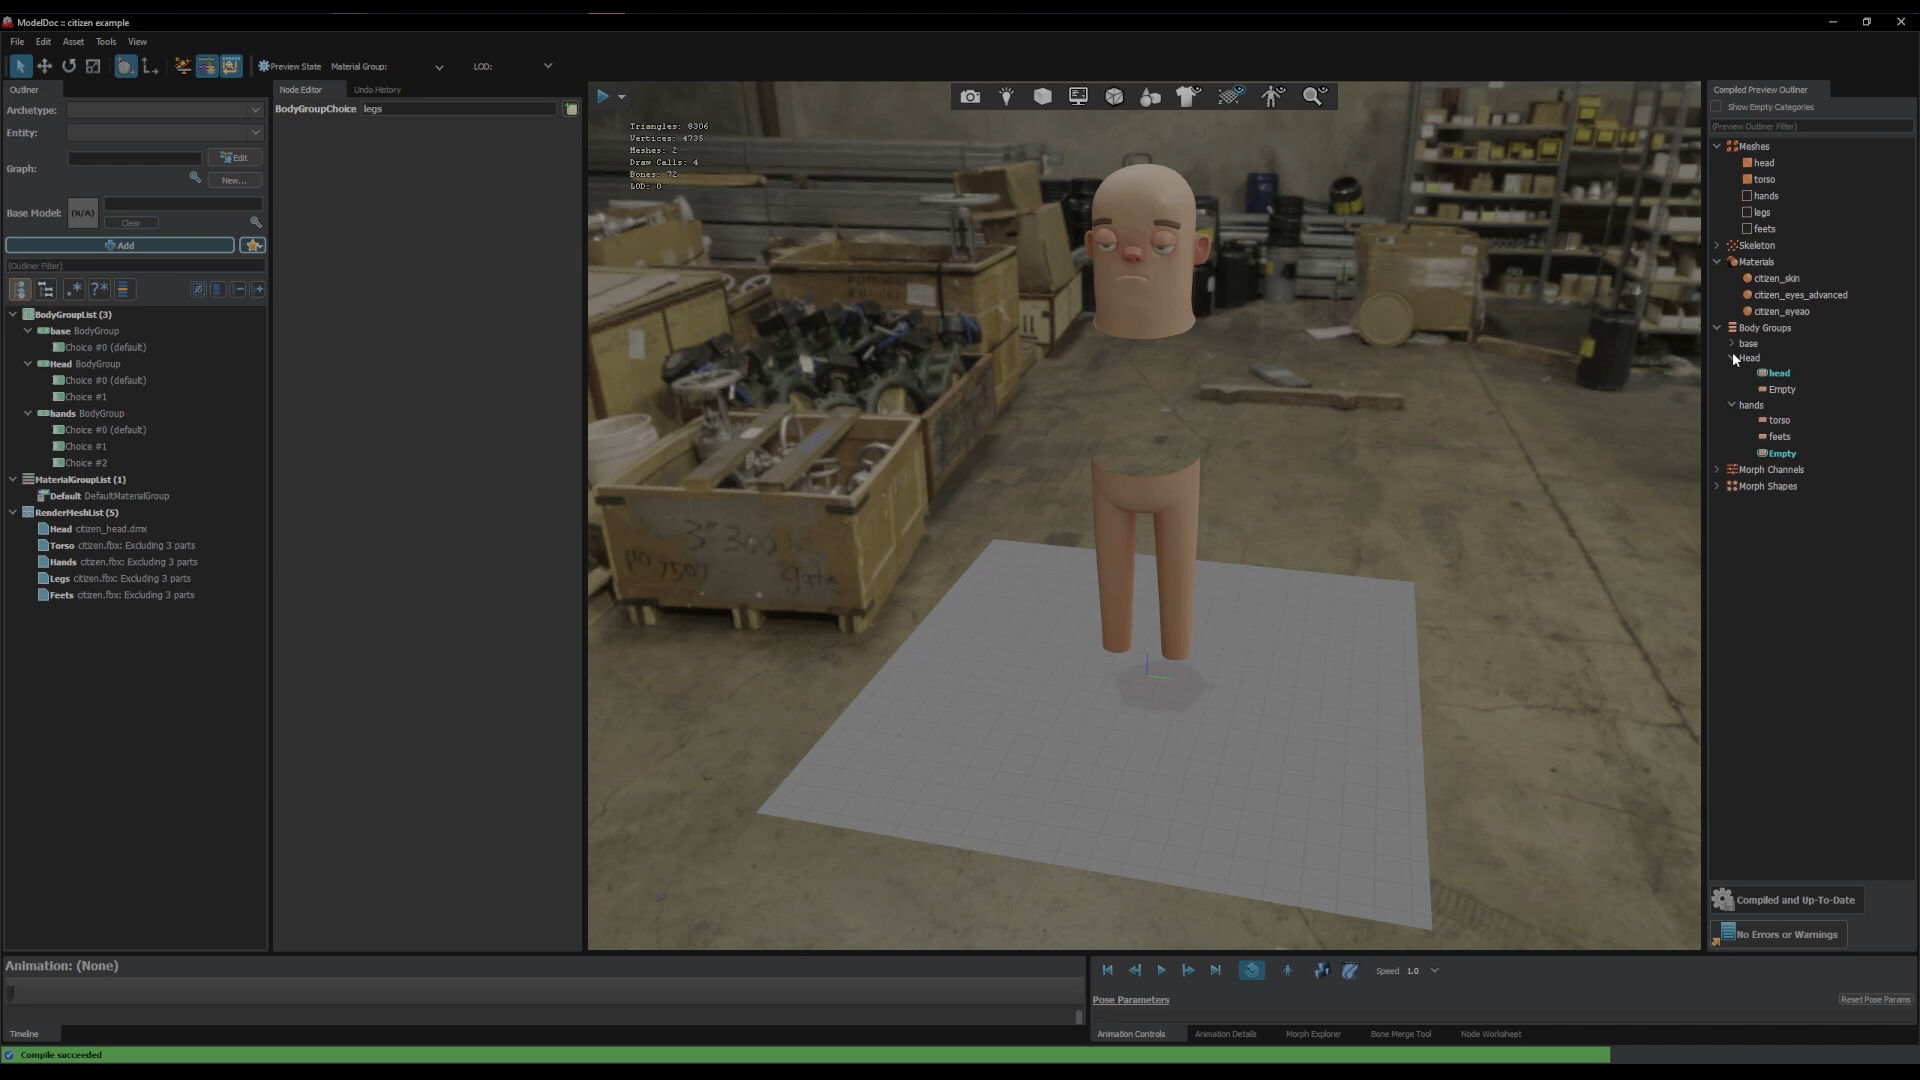 ModelDoc :: citizen example
File Edit Asset Tools View
Preview State Material Group: LOD:
Outliner
Archetype:
Entity:
Graph: Edit
New...
Base Model: (N/A)
Clear
Add
(Outliner Filter)
BodyGroupList (3)
base BodyGroup
Choice #0 (default)
Head BodyGroup
Choice #0 (default)
Choice #1
hands BodyGroup
Choice #0 (default)
Choice #1
Choice #2
MaterialGroupList (1)
Default DefaultMaterialGroup
RenderMeshList (5)
Head citizen_head.dmx
Torso citizen.fbx: Excluding 3 parts
Hands citizen.fbx: Excluding 3 parts
Legs citizen.fbx: Excluding 3 parts
Feets citizen.fbx: Excluding 3 parts
Node Editor Undo History
BodyGroupChoice legs
Triangles: 8306
Vertices: 4735
Meshes: 2
Draw Calls: 4
Bones: 72
LOD: 0
3" 300
gate
Compiled Preview Outliner
Show Empty Categories
(Preview Outliner Filter)
Meshes
head
torso
hands
legs
feets
Skeleton
Materials
citizen_skin
citizen_eyes_advanced
citizen_eyeao
Body Groups
base
Head
head
Empty
hands
torso
feets
Empty
Morph Channels
Morph Shapes
Compiled and Up-To-Date
No Errors or Warnings
Animation: (None)
Timeline
Speed 1.0
Pose Parameters Reset Pose Params
Animation Controls Animation Details Morph Explorer Bone Merge Tool Node Worksheet
Compile succeeded